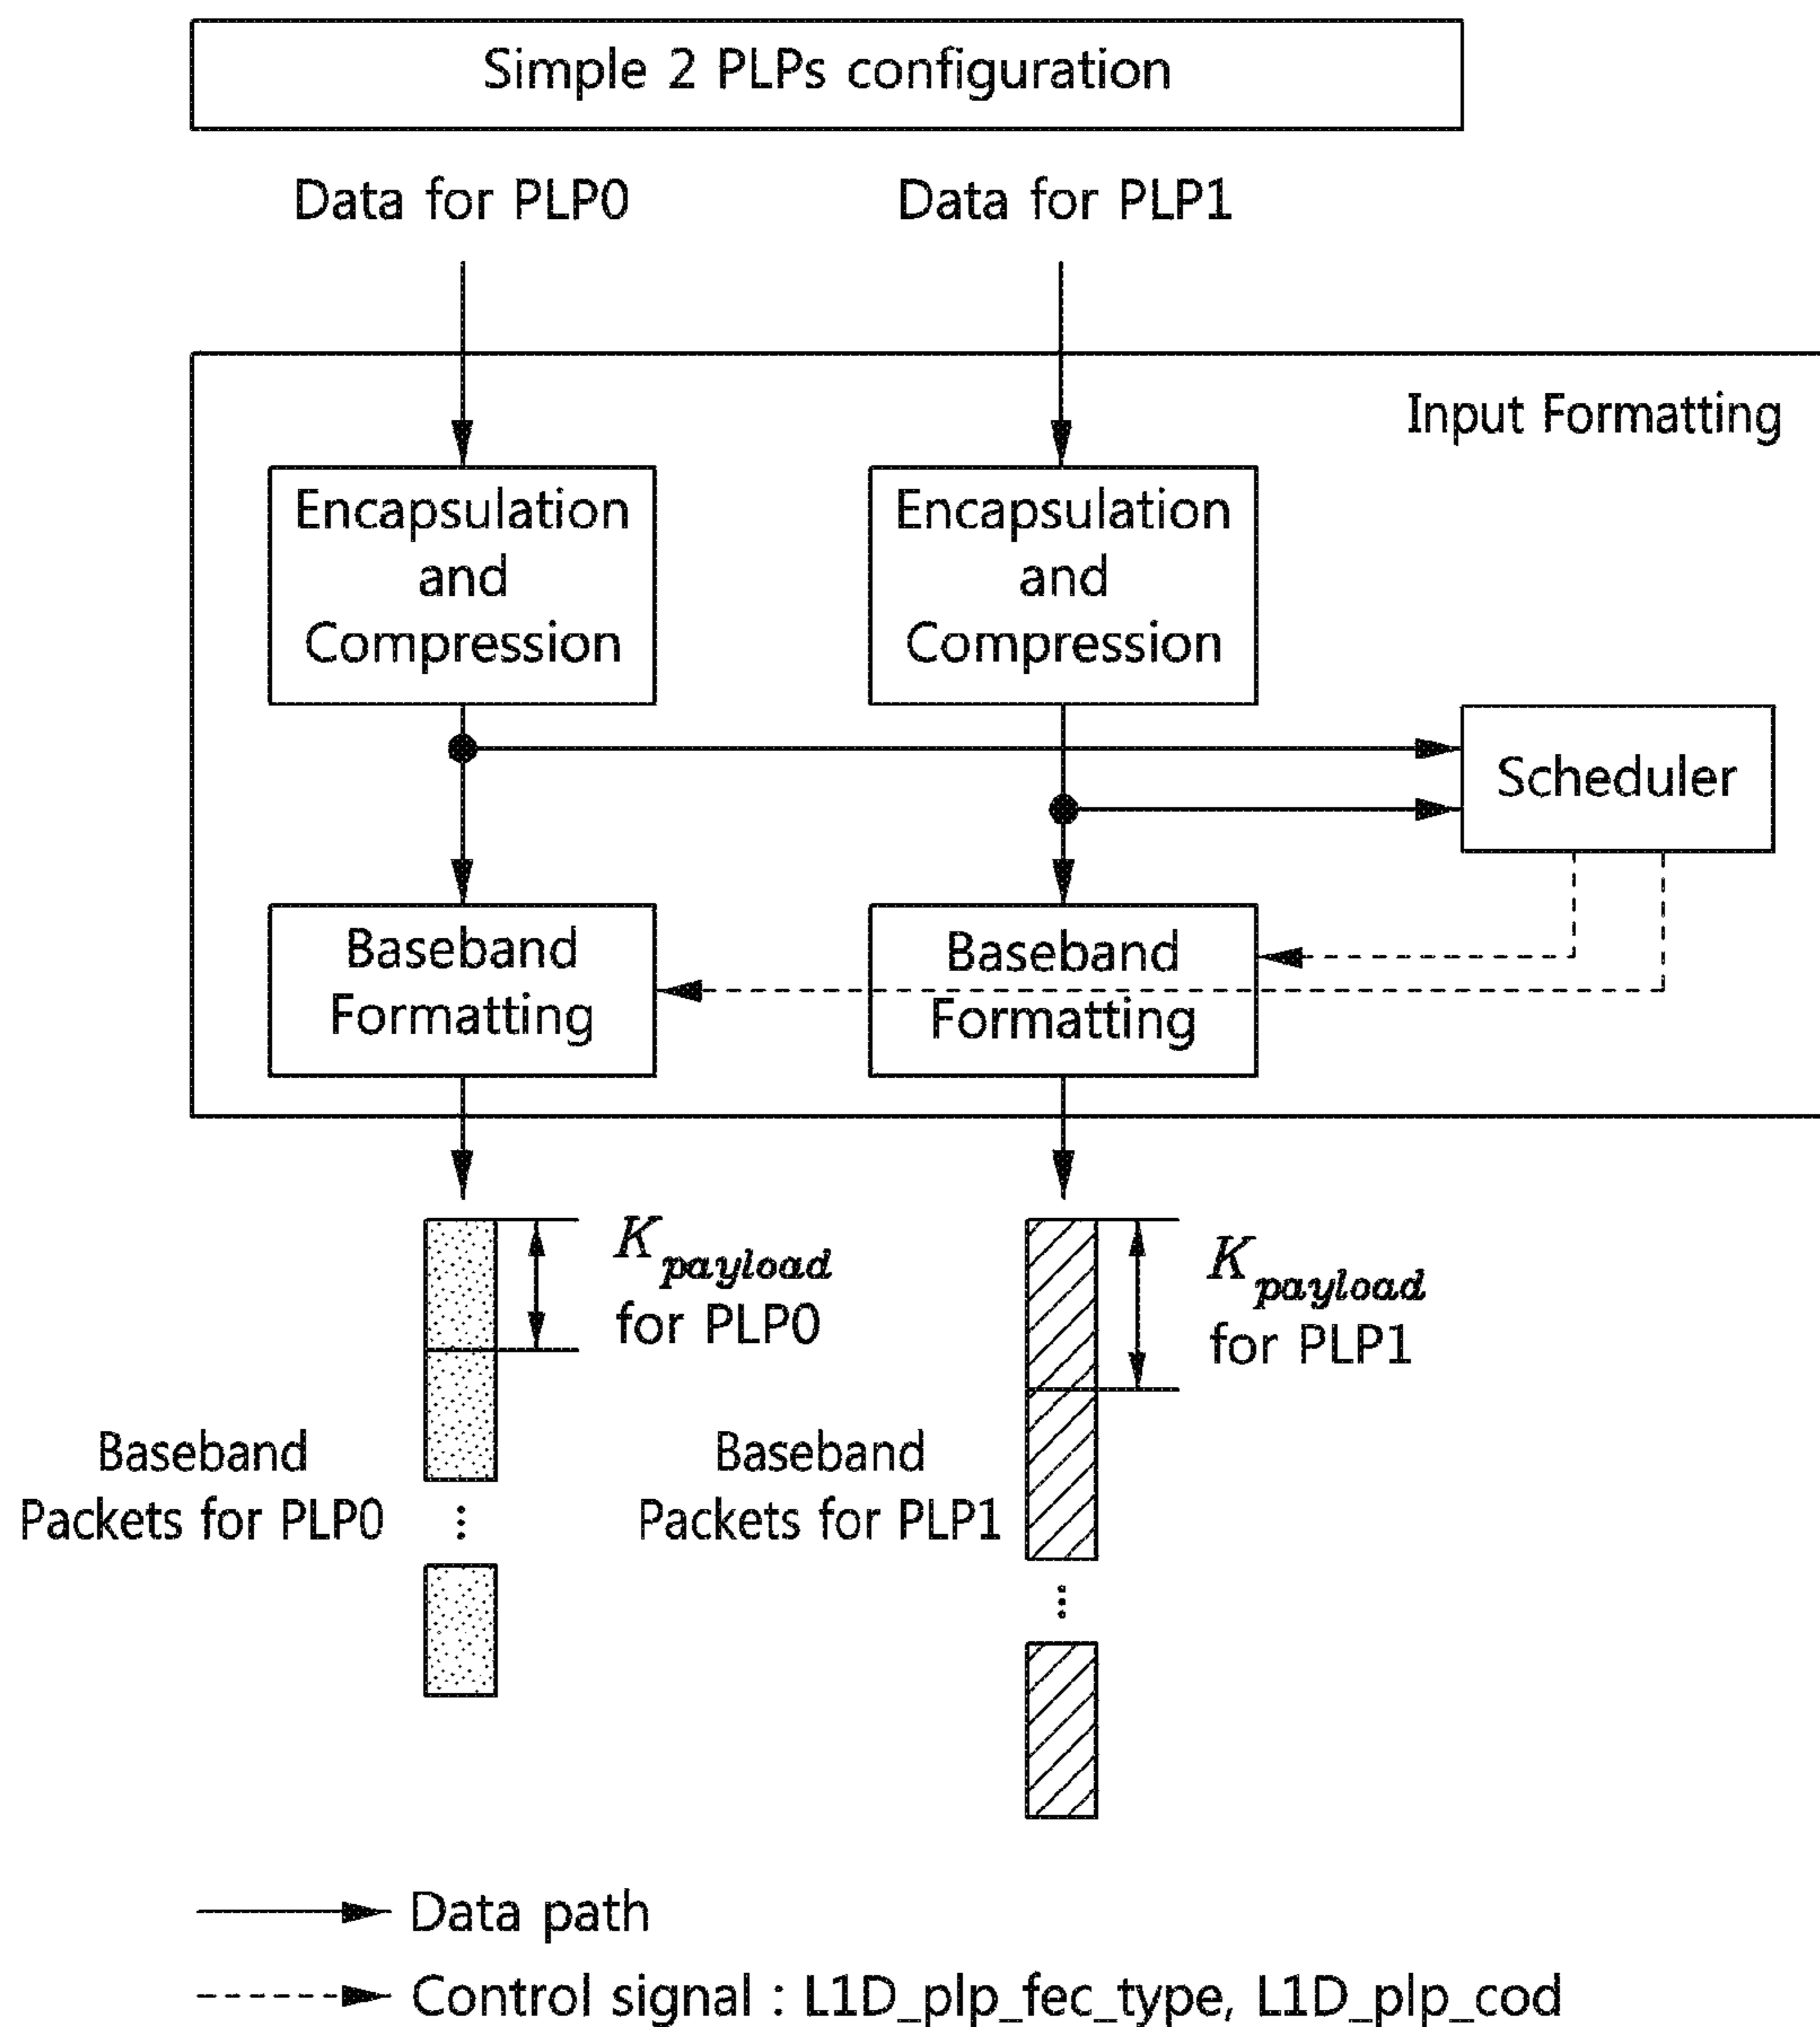 Simple 2 PLPs configuration
Data for PLP0
Data for PLP1
Input Formatting
Encapsulation
and
Compression
Encapsulation
and
Compression
Scheduler
Baseband
Formatting
Baseband
Formatting
K_payload
for PLP0
K_payload
for PLP1
Baseband
Packets for PLP0
⋮
Baseband
Packets for PLP1
⋮
Data path
Control signal : L1D_plp_fec_type, L1D_plp_cod